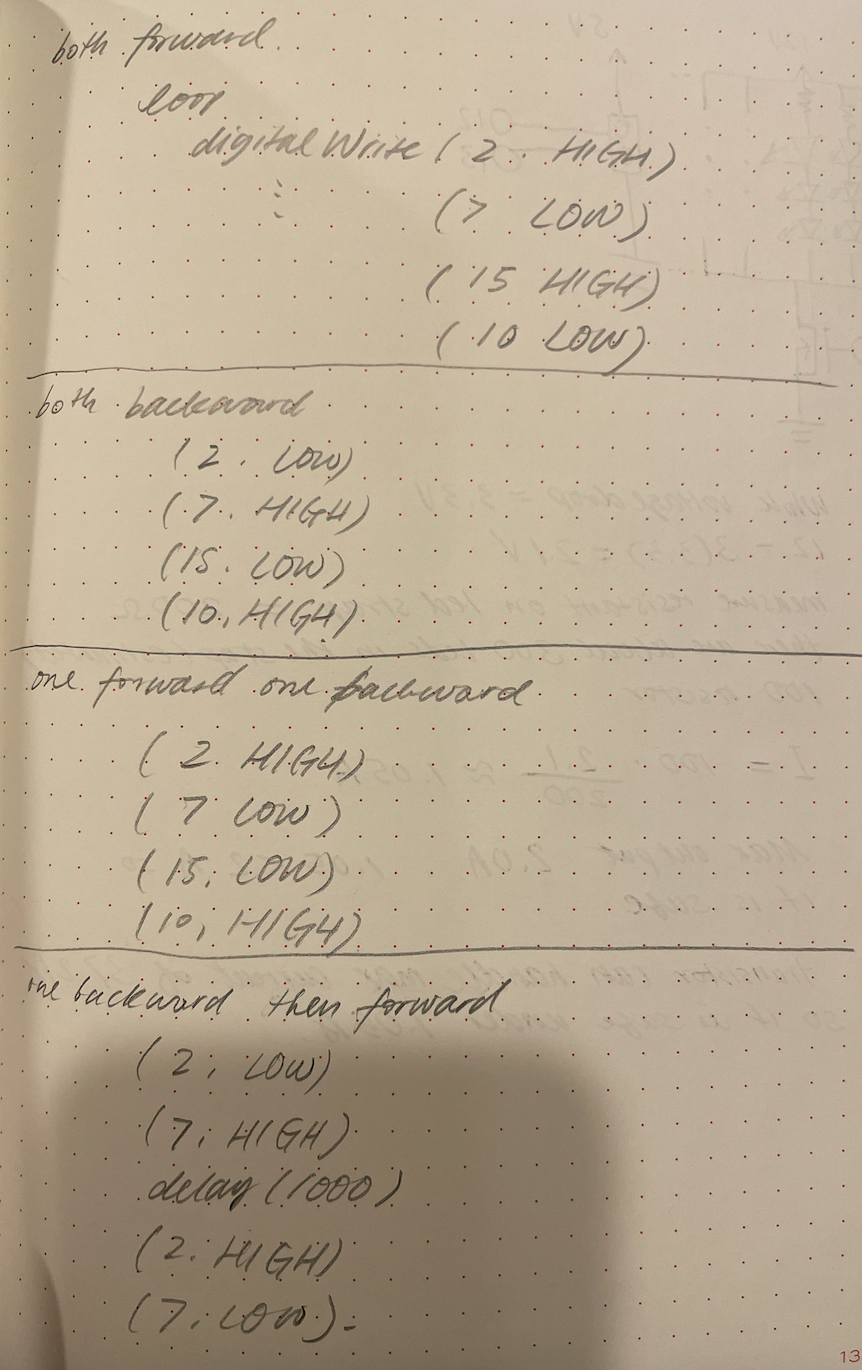 both forward.
loop
digitalWrite ( 2 . HIGH)
⋮ (7 LOW)
( 15 HIGH)
( 10 LOW)
both backward
( 2 . LOW)
( 7 . HIGH)
(15. LOW)
(10, HIGH)
one forward one backward
( 2 HIGH)
( 7 LOW)
( 15, LOW)
(10, HIGH)
one backward then forward
( 2, LOW)
(7, HIGH)
delay (1000)
(2. HIGH)
(7, LOW).
13